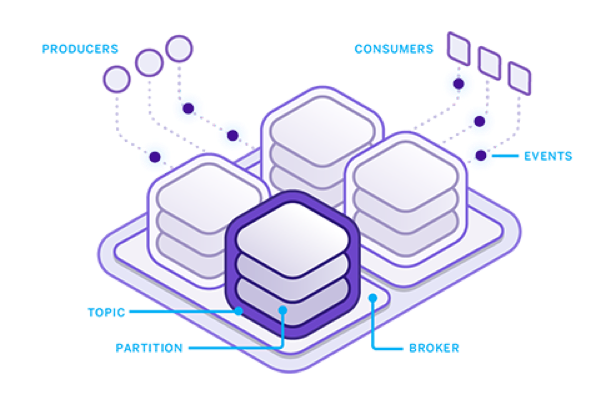 PRODUCERS
CONSUMERS
EVENTS
TOPIC
PARTITION
BROKER